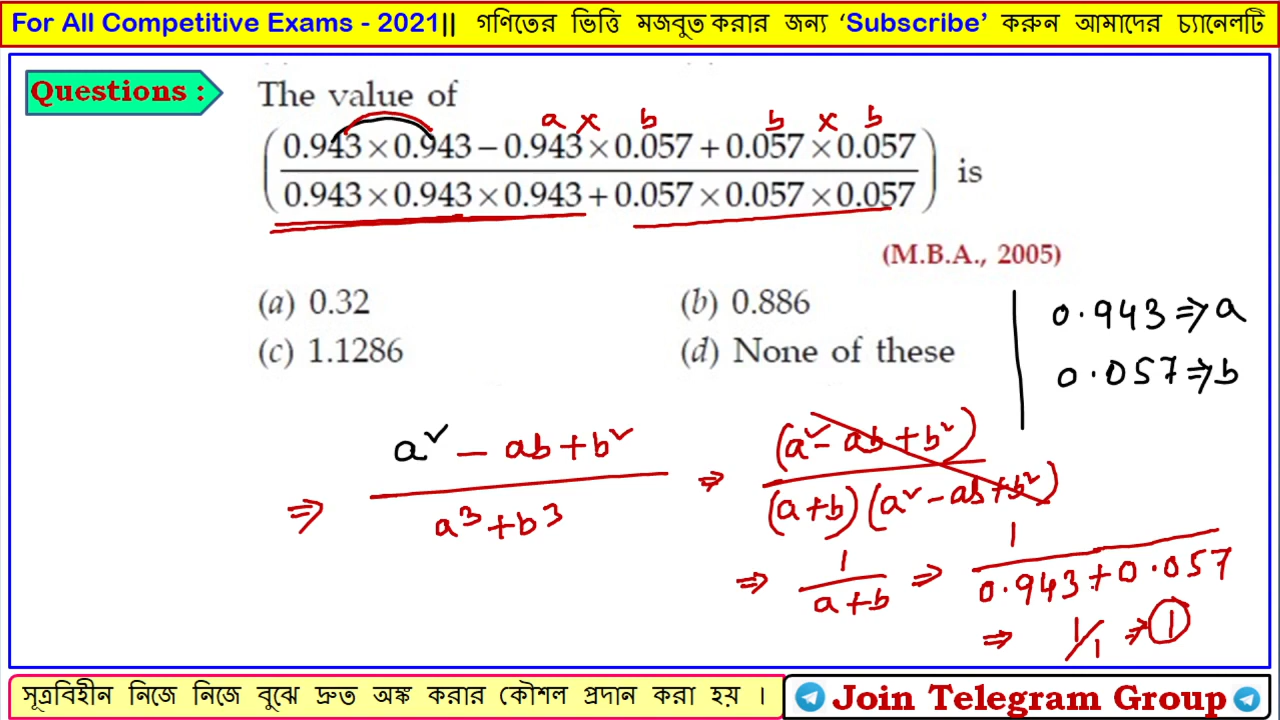 For All Competitive Exams - 2021|| গণিতের ভিত্তি মজবুত করার জন্য ‘Subscribe’ করুন আমাদের চ্যানেলটি
Questions :
The value of
a × b b × b
(0.943 × 0.943 − 0.943 × 0.057 + 0.057 × 0.057
0.943 × 0.943 × 0.943 + 0.057 × 0.057 × 0.057) is
(M.B.A., 2005)
(a) 0.32 (b) 0.886
(c) 1.1286 (d) None of these
0.943 ⇒ a
0.057 ⇒ b
a² − ab + b² ⇒ (a² − ab + b²)
⇒ a³ + b³ (a+b) (a² − ab + b²)
⇒ 1 / a+b ⇒ 1 / 0.943 + 0.057
⇒ 1/1 ⇒ 1
সূত্রবিহীন নিজে নিজে বুঝে দ্রুত অঙ্ক করার কৌশল প্রদান করা হয় ।
Join Telegram Group